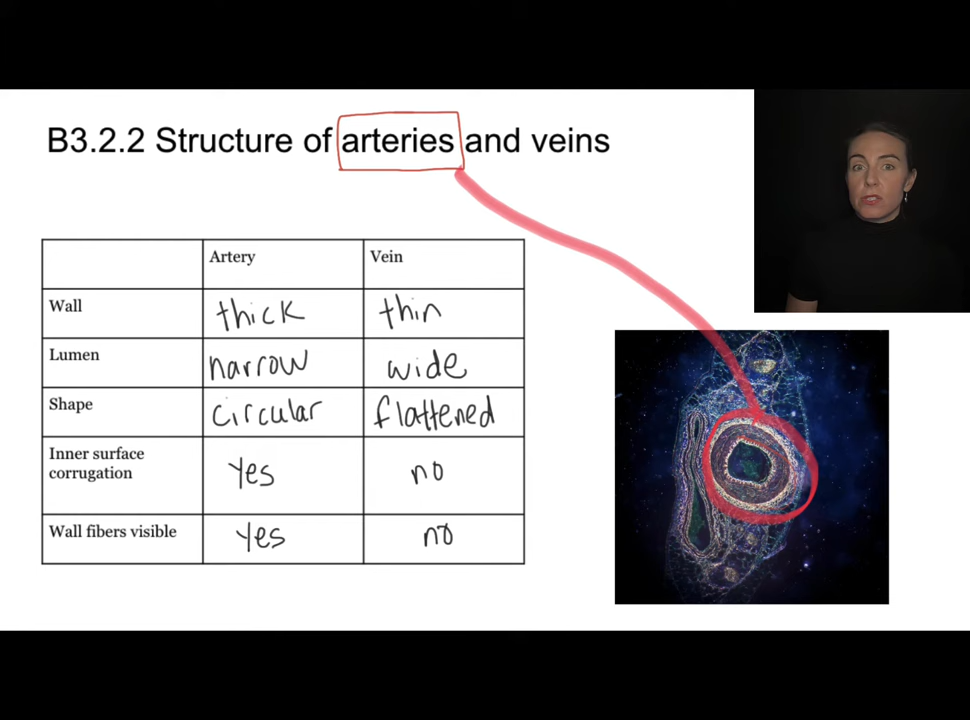 B3.2.2 Structure of arteries and veins
Artery Vein
Wall thick thin
Lumen narrow wide
Shape circular flattened
Inner surface
corrugation yes no
Wall fibers visible yes no